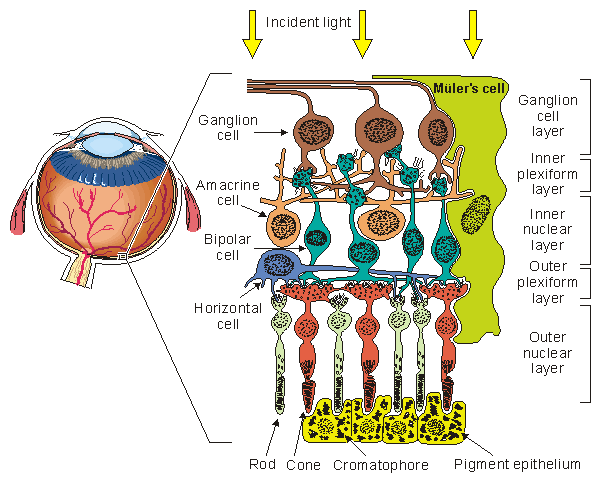 Incident light
Müler's cell
Ganglion
cell
Ganglion
cell
layer
Inner
plexiform
layer
Amacrine
cell
Inner
nuclear
layer
Bipolar
cell
Outer
plexiform
layer
Horizontal
cell
Outer
nuclear
layer
Rod
Cone
Cromatophore
Pigment epithelium